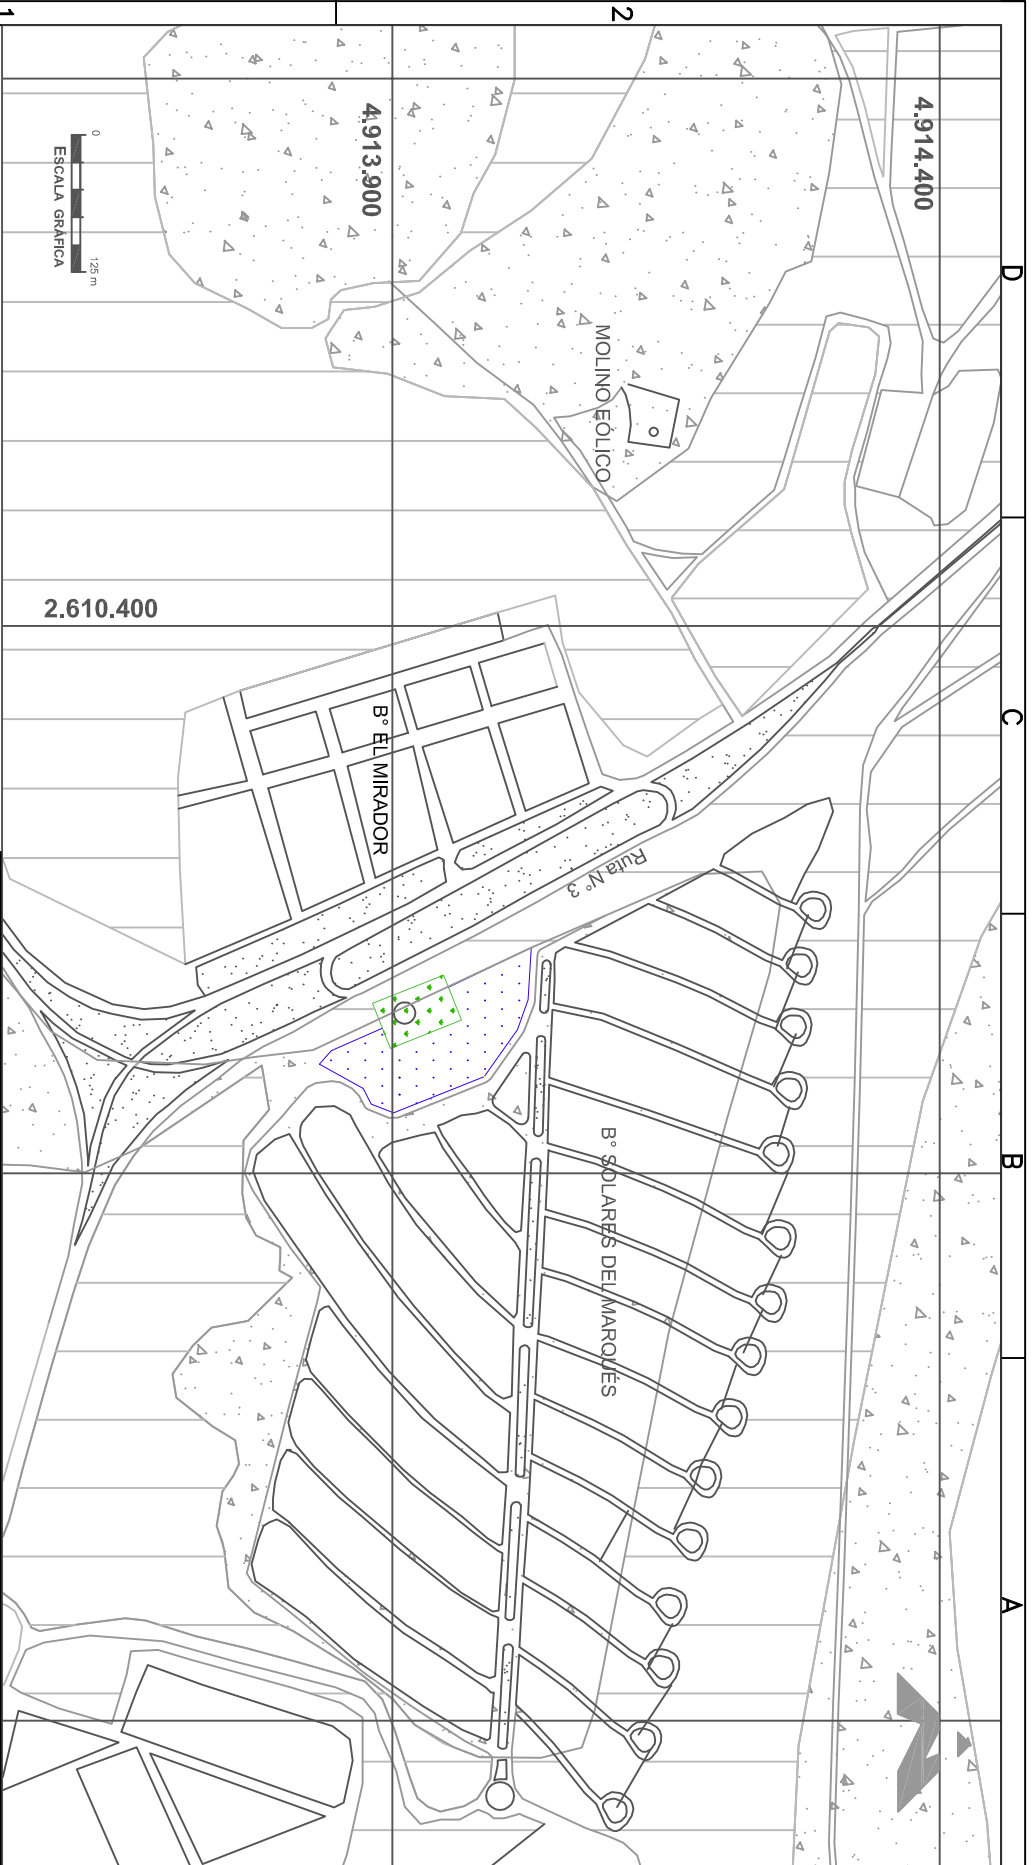 1
2
D
C
B
A
4.914.400
4.913.900
2.610.400
0
125 m
ESCALA GRÁFICA
MOLINO EÓLICO
B° EL MIRADOR
Ruta N° 3
B° SOLARES DEL MARQUÉS